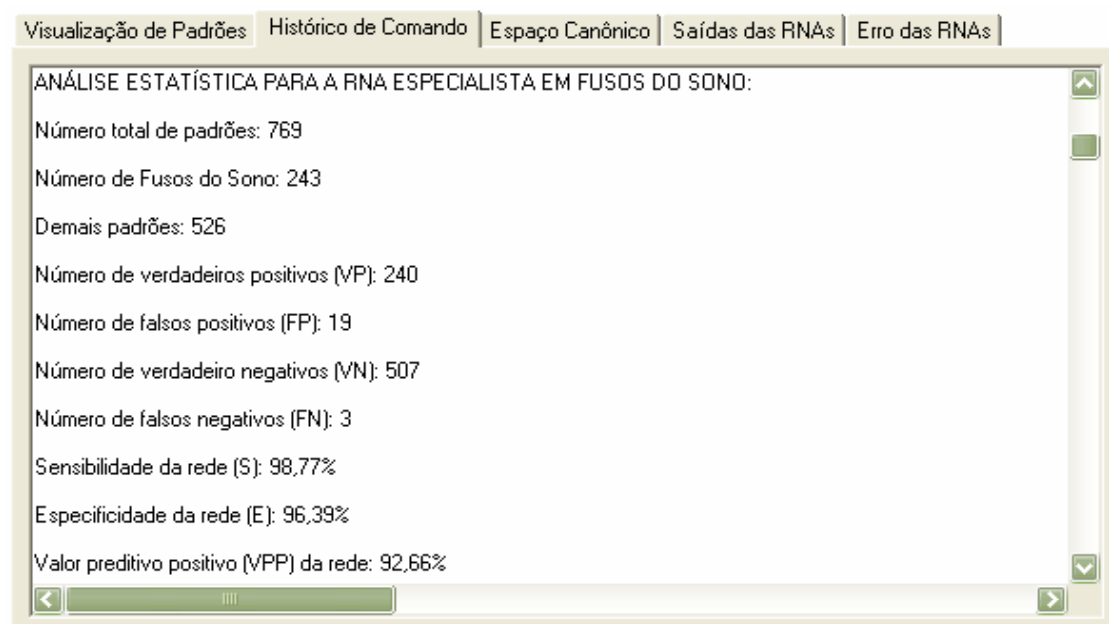 Visualização de Padrões Histórico de Comando Espaço Canônico Saídas das RNAs Erro das RNAs
ANÁLISE ESTATÍSTICA PARA A RNA ESPECIALISTA EM FUSOS DO SONO:
Número total de padrões: 769
Número de Fusos do Sono: 243
Demais padrões: 526
Número de verdadeiros positivos (VP): 240
Número de falsos positivos (FP): 19
Número de verdadeiro negativos (VN): 507
Número de falsos negativos (FN): 3
Sensibilidade da rede (S): 98,77%
Especificidade da rede (E): 96,39%
Valor preditivo positivo (VPP) da rede: 92,66%